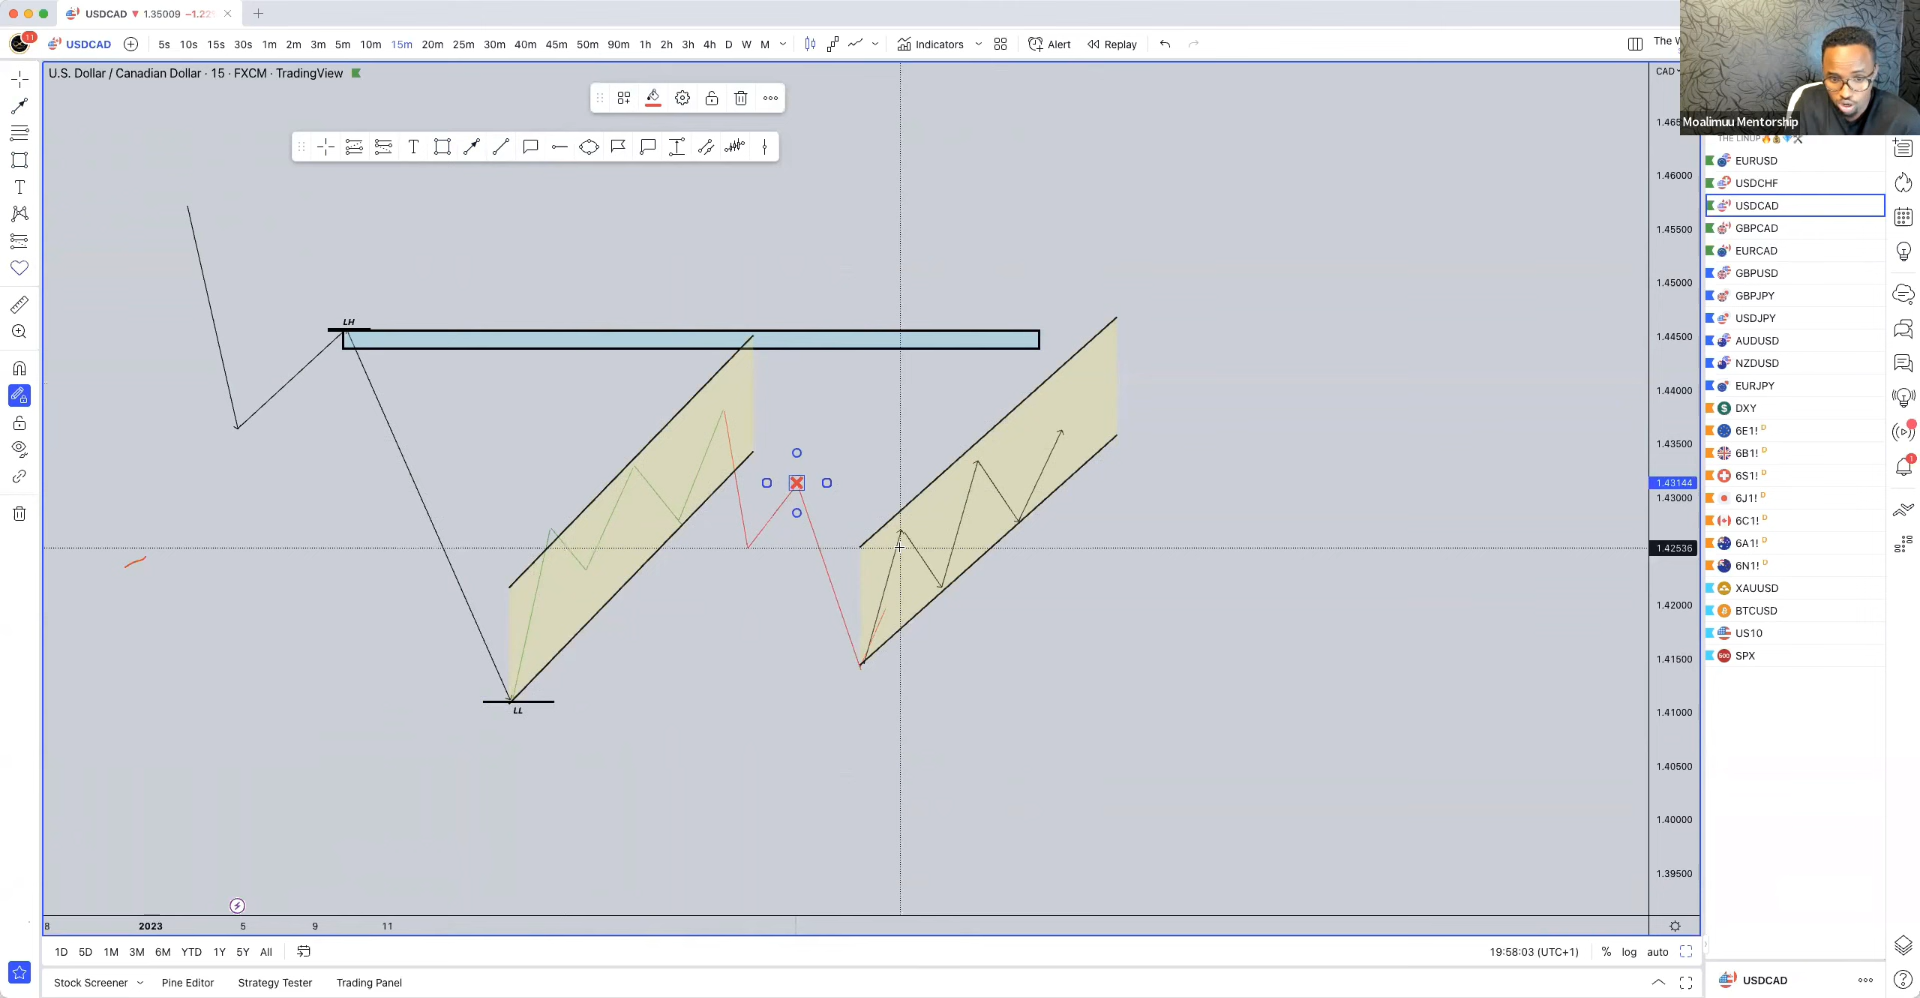 USDCAD ▼ 1.35009 −1.22
11
USDCAD
5s 10s 15s 30s 1m 2m 3m 5m 10m 15m 20m 25m 30m 40m 45m 50m 90m 1h 2h 3h 4h D W M
Indicators
Alert
Replay
The
U.S. Dollar / Canadian Dollar · 15 · FXCM · TradingView
CAD
Moalimuu Mentorship
THE LINUP
LH
LL
1.46000
1.45500
1.45000
1.44500
1.44000
1.43500
1.43144
1.43000
1.42536
1.42000
1.41500
1.41000
1.40500
1.40000
1.39500
EURUSD
USDCHF
USDCAD
GBPCAD
EURCAD
GBPUSD
GBPJPY
USDJPY
AUDUSD
NZDUSD
EURJPY
DXY
6E1! D
6B1! D
6S1! D
6J1! D
6C1! D
6A1! D
6N1! D
XAUUSD
BTCUSD
US10
SPX
8 2023 5 9 11
1D 5D 1M 3M 6M YTD 1Y 5Y All
19:58:03 (UTC+1) % log auto
Stock Screener Pine Editor Strategy Tester Trading Panel
USDCAD